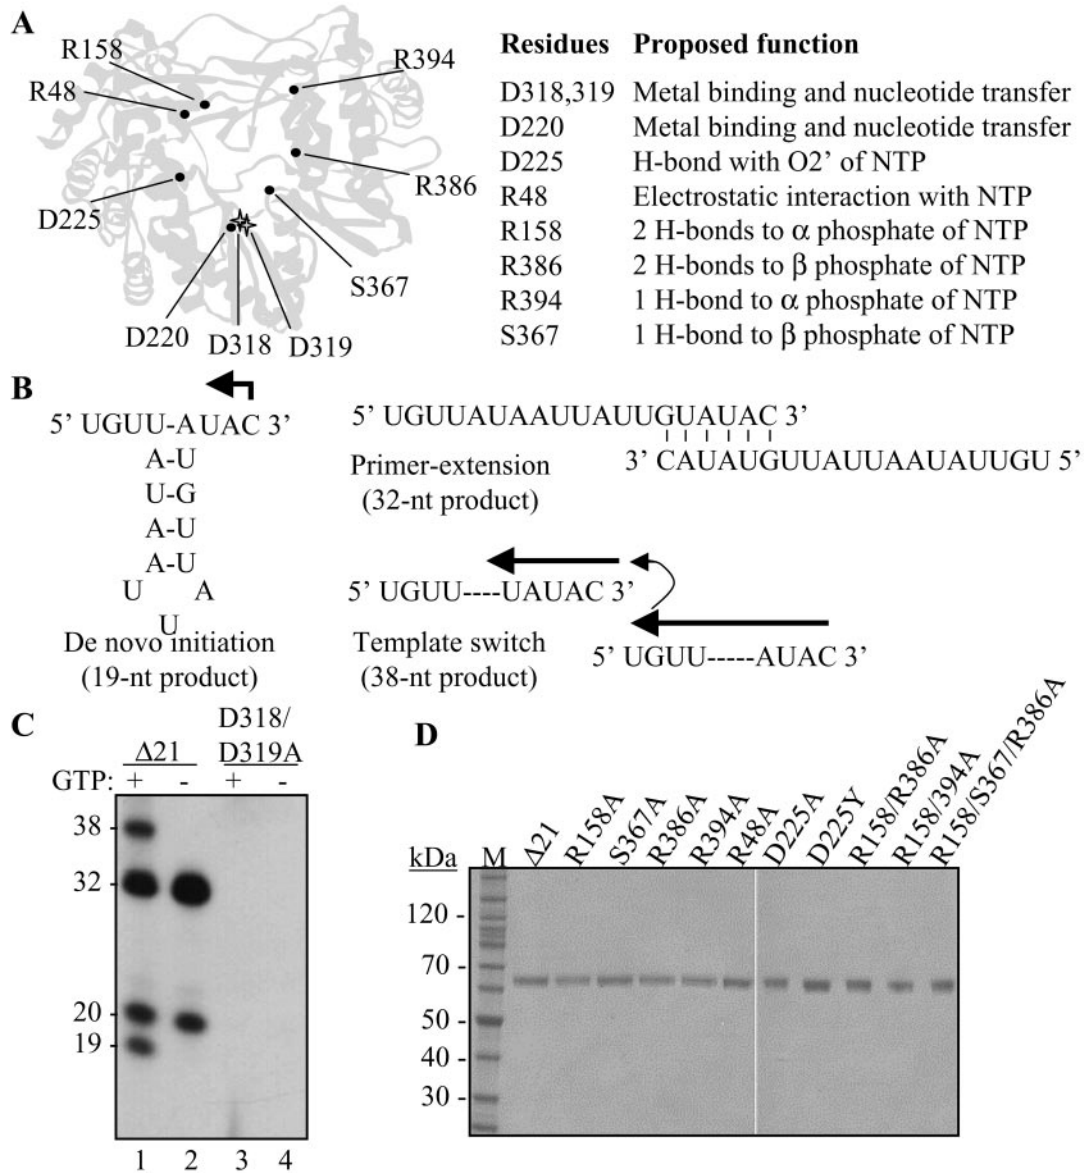 A
R158
R48
R394
R386
D225
S367
D220
D318
D319
Residues Proposed function
D318,319 Metal binding and nucleotide transfer
D220 Metal binding and nucleotide transfer
D225 H-bond with O2' of NTP
R48 Electrostatic interaction with NTP
R158 2 H-bonds to α phosphate of NTP
R386 2 H-bonds to β phosphate of NTP
R394 1 H-bond to α phosphate of NTP
S367 1 H-bond to β phosphate of NTP
B
5' UGUU-AUAC 3'
A-U
U-G
A-U
A-U
U A
U
De novo initiation
(19-nt product)
5' UGUUAUAAUUAUUGUAUAC 3'
3' CAUAUGUUAUUAAUAUUGU 5'
Primer-extension
(32-nt product)
5' UGUU----UAUAC 3'
Template switch
(38-nt product)
5' UGUU-----AUAC 3'
C
Δ21
D318/
D319A
GTP: + - + -
38
32
20
19
1 2 3 4
D
kDa M Δ21 R158A S367A R386A R394A R48A D225A D225Y R158/R386A R158/394A R158/S367/R386A
120 -
70 -
50 -
40 -
30 -